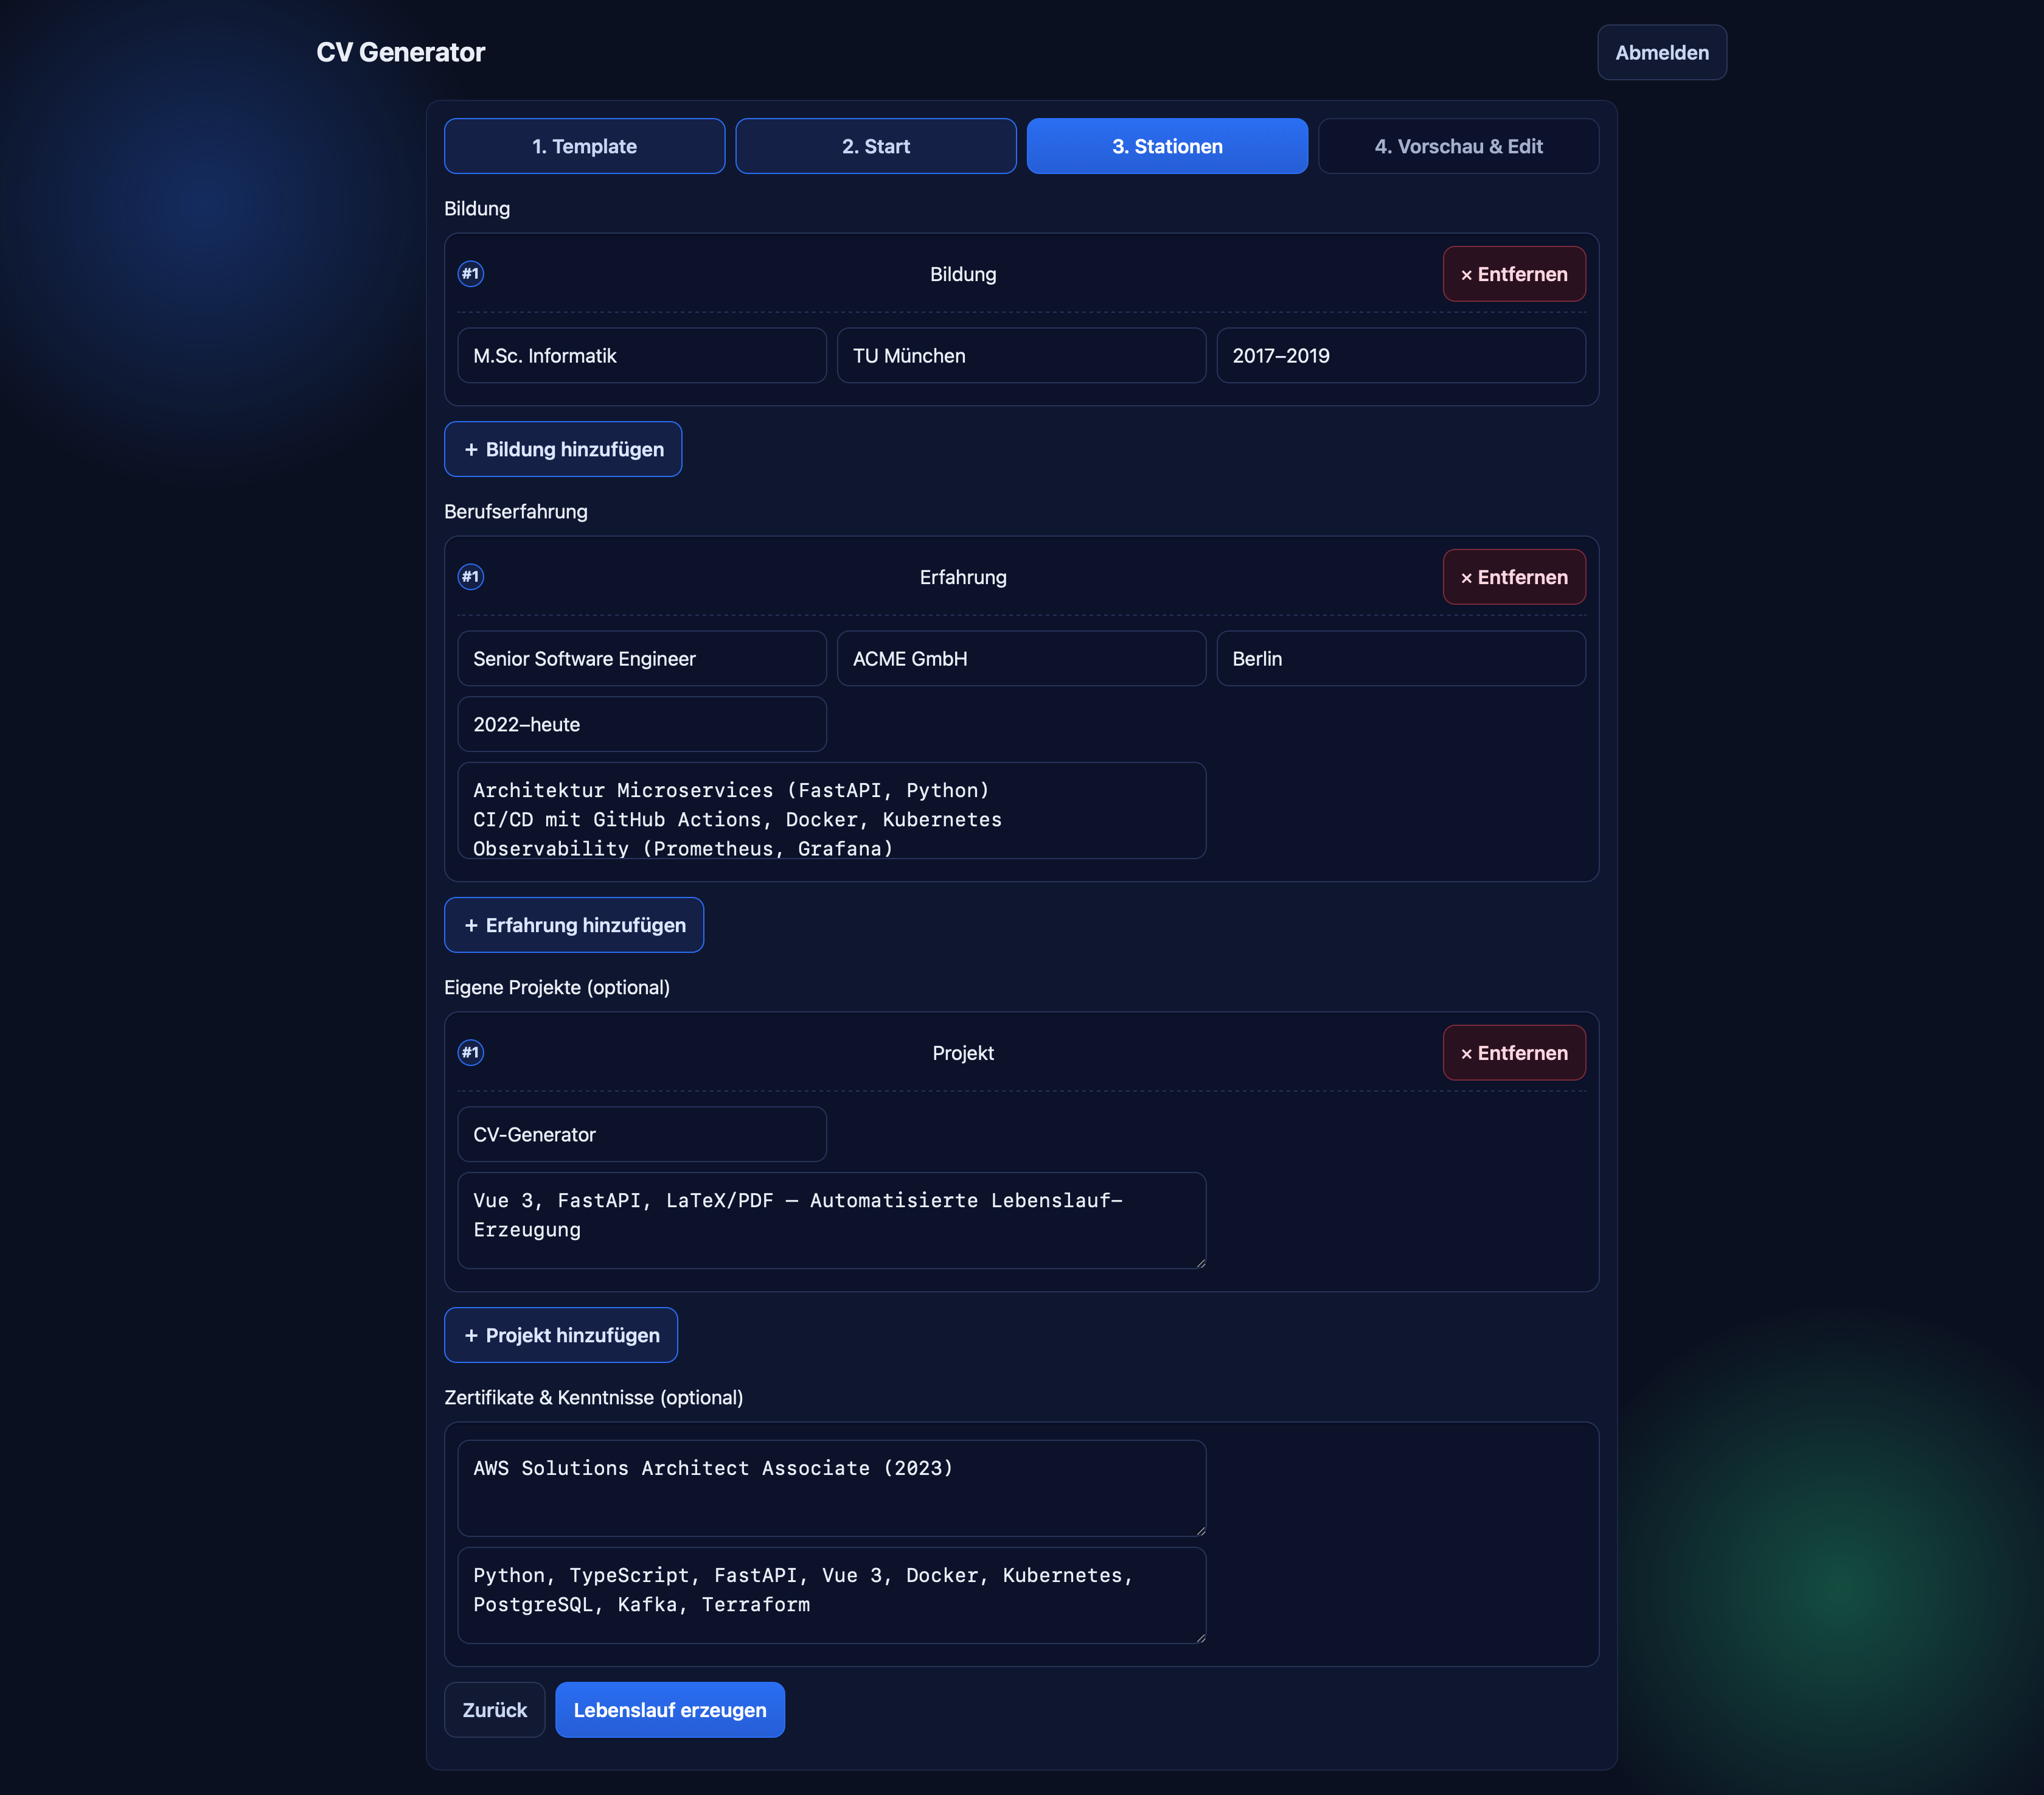 CV Generator
Abmelden
1. Template
2. Start
3. Stationen
4. Vorschau & Edit
Bildung
#1
Bildung
× Entfernen
M.Sc. Informatik
TU München
2017–2019
+ Bildung hinzufügen
Berufserfahrung
#1
Erfahrung
× Entfernen
Senior Software Engineer
ACME GmbH
Berlin
2022–heute
Architektur Microservices (FastAPI, Python)
CI/CD mit GitHub Actions, Docker, Kubernetes
Observability (Prometheus, Grafana)
+ Erfahrung hinzufügen
Eigene Projekte (optional)
#1
Projekt
× Entfernen
CV-Generator
Vue 3, FastAPI, LaTeX/PDF – Automatisierte Lebenslauf-
Erzeugung
+ Projekt hinzufügen
Zertifikate & Kenntnisse (optional)
AWS Solutions Architect Associate (2023)
Python, TypeScript, FastAPI, Vue 3, Docker, Kubernetes,
PostgreSQL, Kafka, Terraform
Zurück
Lebenslauf erzeugen